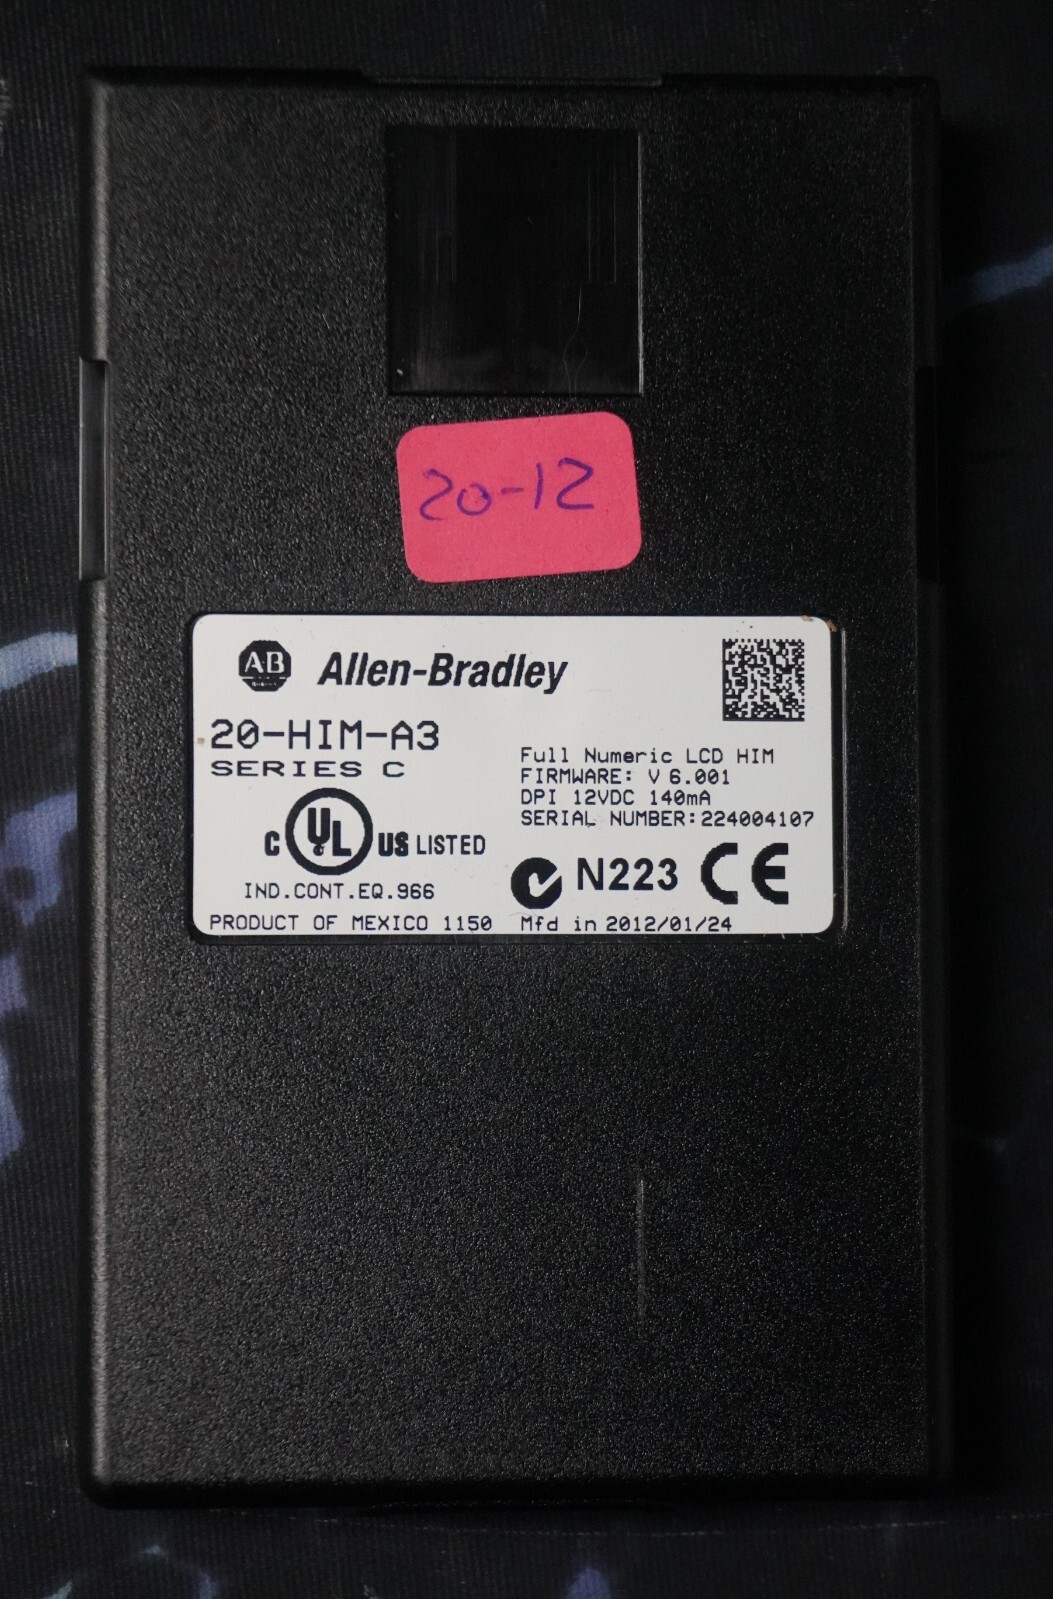 20-12
AB
Allen-Bradley
20-HIM-A3
SERIES C
Full Numeric LCD HIM
FIRMWARE: V 6.001
DPI 12VDC 140mA
SERIAL NUMBER:224004107
C UL US LISTED
IND.CONT.EQ.966
N223 CE
PRODUCT OF MEXICO 1150 Mfd in 2012/01/24